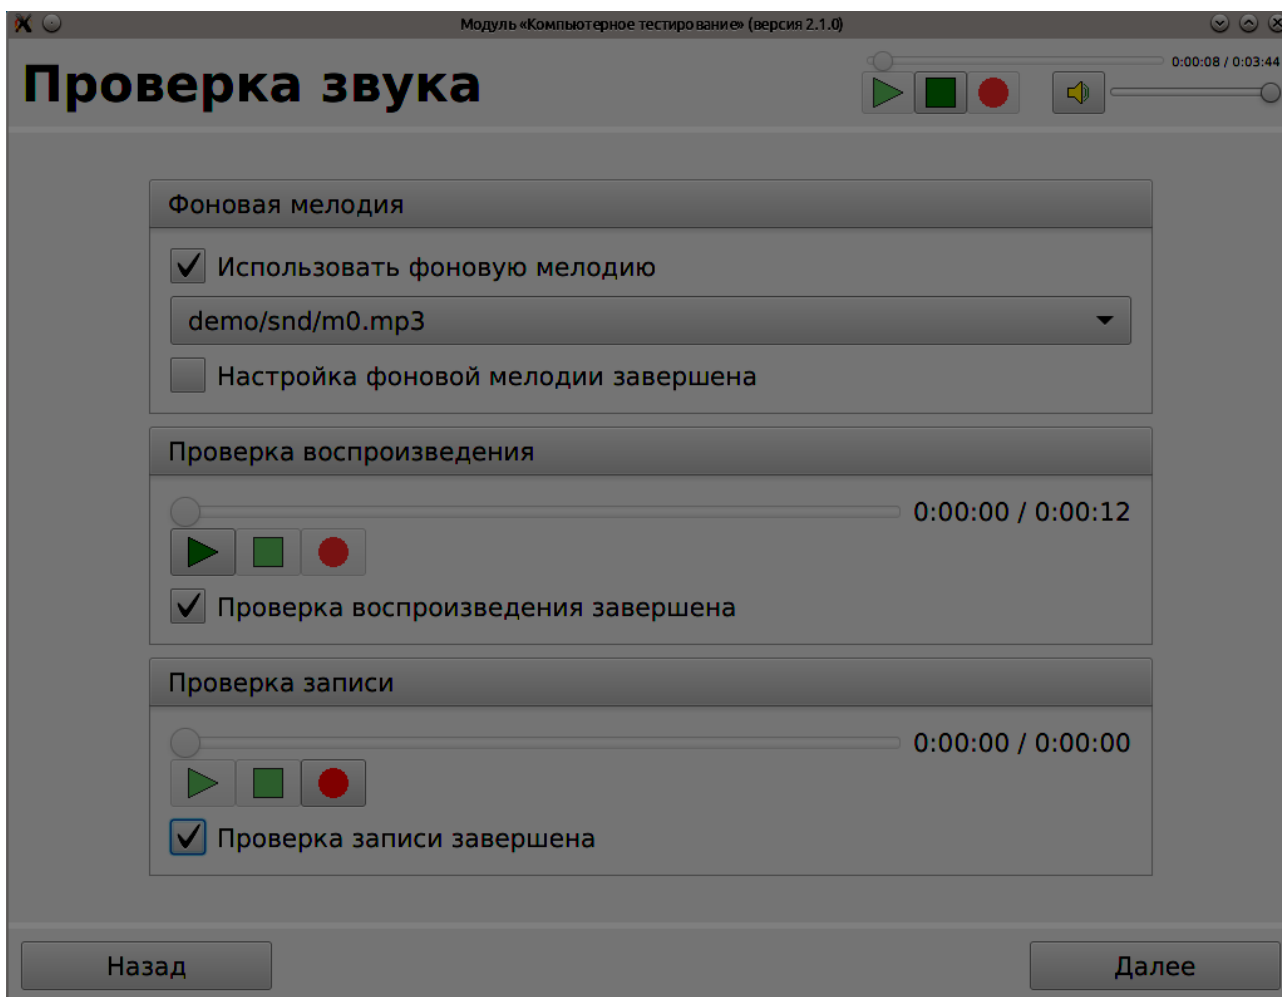 Модуль «Компьютерное тестирование» (версия 2.1.0)
Проверка звука
0:00:08 / 0:03:44
Фоновая мелодия
Использовать фоновую мелодию
demo/snd/m0.mp3
Настройка фоновой мелодии завершена
Проверка воспроизведения
0:00:00 / 0:00:12
Проверка воспроизведения завершена
Проверка записи
0:00:00 / 0:00:00
Проверка записи завершена
Назад
Далее